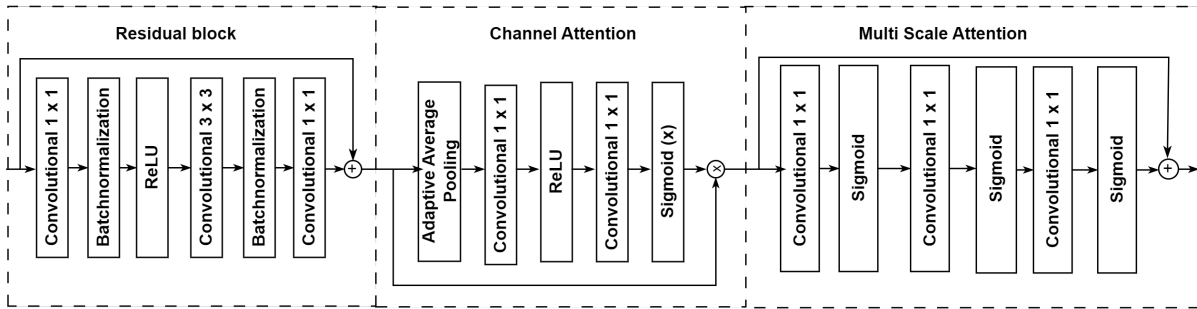 Residual block
Convolutional 1 x 1
Batchnormalization
ReLU
Convolutional 3 x 3
Batchnormalization
Convolutional 1 x 1
+
Channel Attention
Adaptive Average
Pooling
Convolutional 1 x 1
ReLU
Convolutional 1 x 1
Sigmoid (x)
x
Multi Scale Attention
Convolutional 1 x 1
Sigmoid
Convolutional 1 x 1
Sigmoid
Convolutional 1 x 1
Sigmoid
+